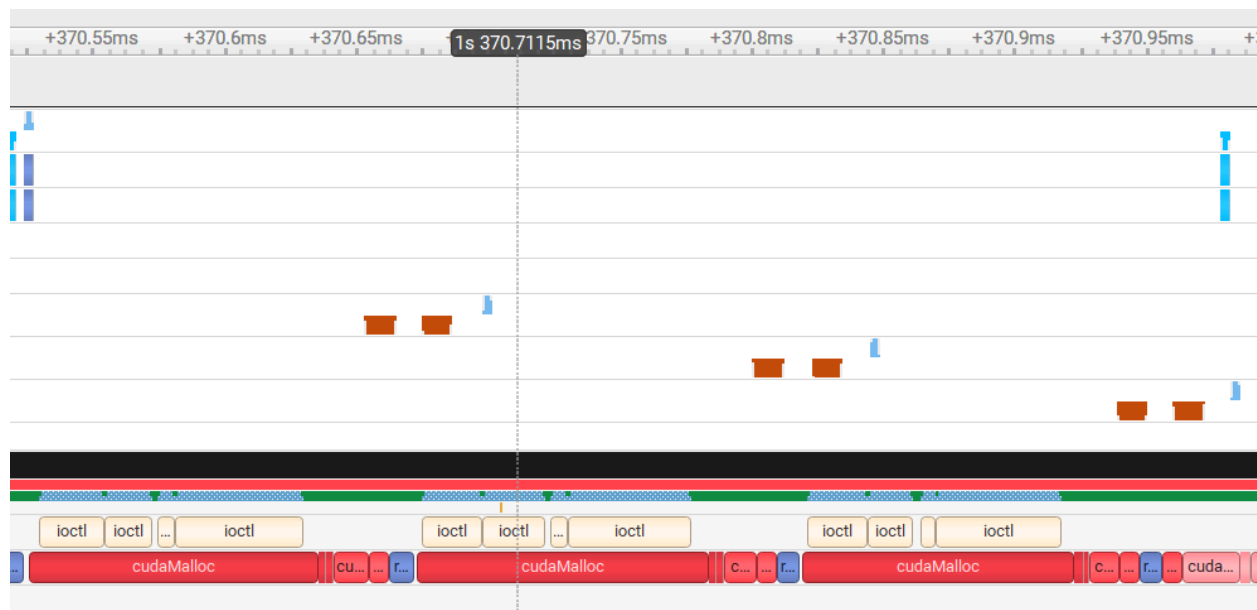 +370.55ms +370.6ms +370.65ms 1s 370.7115ms 370.75ms +370.8ms +370.85ms +370.9ms +370.95ms
ioctl ioctl ... ioctl ioctl ioctl ... ioctl ioctl ioctl ioctl
... cudaMalloc cu... ... r... cudaMalloc c... ... r... cudaMalloc c... ... r... ... cuda...